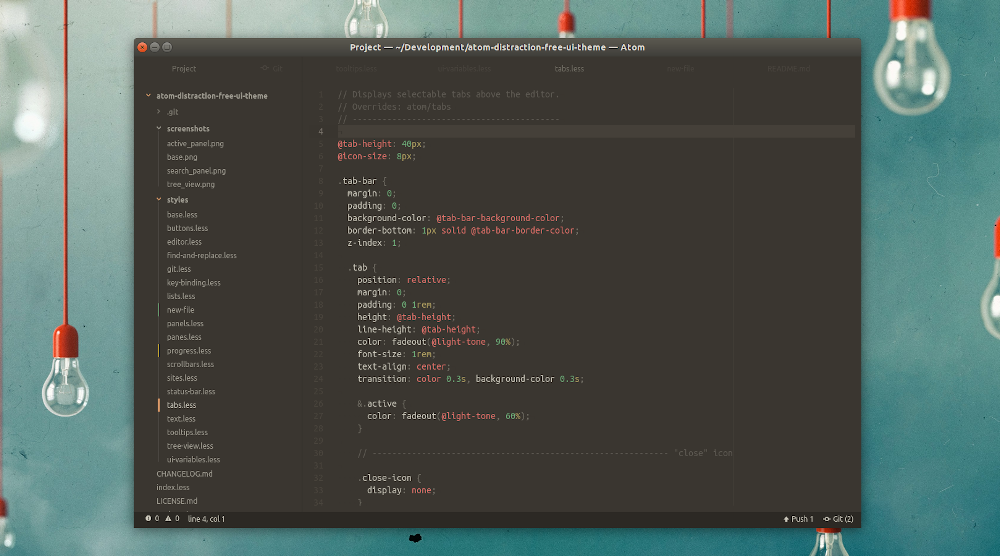 Project — ~/Development/atom-distraction-free-ui-theme — Atom
Project
Git
tabs.less
new-file
README.md
atom-distraction-free-ui-theme
.git
screenshots
active_panel.png
base.png
search_panel.png
tree_view.png
styles
base.less
buttons.less
editor.less
find-and-replace.less
git.less
key-binding.less
lists.less
new-file
panels.less
panes.less
progress.less
scrollbars.less
sites.less
status-bar.less
tabs.less
text.less
tooltips.less
tree-view.less
ui-variables.less
CHANGELOG.md
index.less
LICENSE.md
1 // Displays selectable tabs above the editor.
2 // Overrides: atom/tabs
3 // ------------------------------------------
4
5 @tab-height: 40px;
6 @icon-size: 8px;
7
8 .tab-bar {
9 margin: 0;
10 padding: 0;
11 background-color: @tab-bar-background-color;
12 border-bottom: 1px solid @tab-bar-border-color;
13 z-index: 1;
14
15 .tab {
16 position: relative;
17 margin: 0;
18 padding: 0 1rem;
19 height: @tab-height;
20 line-height: @tab-height;
21 color: fadeout(@light-tone, 90%);
22 font-size: 1rem;
23 text-align: center;
24 transition: color 0.3s, background-color 0.3s;
25
26 &.active {
27 color: fadeout(@light-tone, 60%);
28 }
29
30 // ------------------------------------------------------------ "close" icon
31
32 .close-icon {
33 display: none;
34 }
0 0 line 4, col 1
Push 1 Git (2)